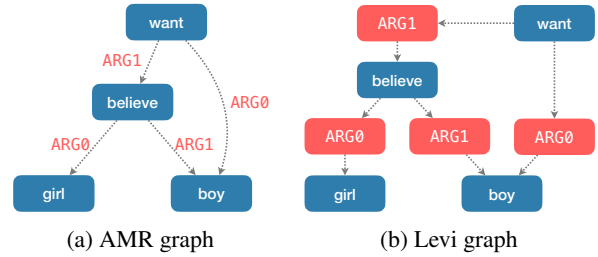 want
ARG1
believe
ARG0
ARG0
ARG1
girl
boy
(a) AMR graph
ARG1
want
believe
ARG0
ARG1
ARG0
girl
boy
(b) Levi graph